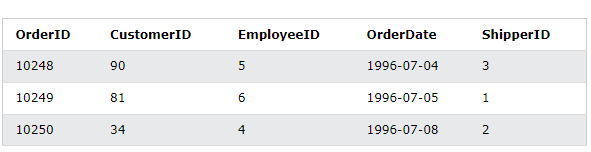 OrderID CustomerID EmployeeID OrderDate ShipperID
10248 90 5 1996-07-04 3
10249 81 6 1996-07-05 1
10250 34 4 1996-07-08 2